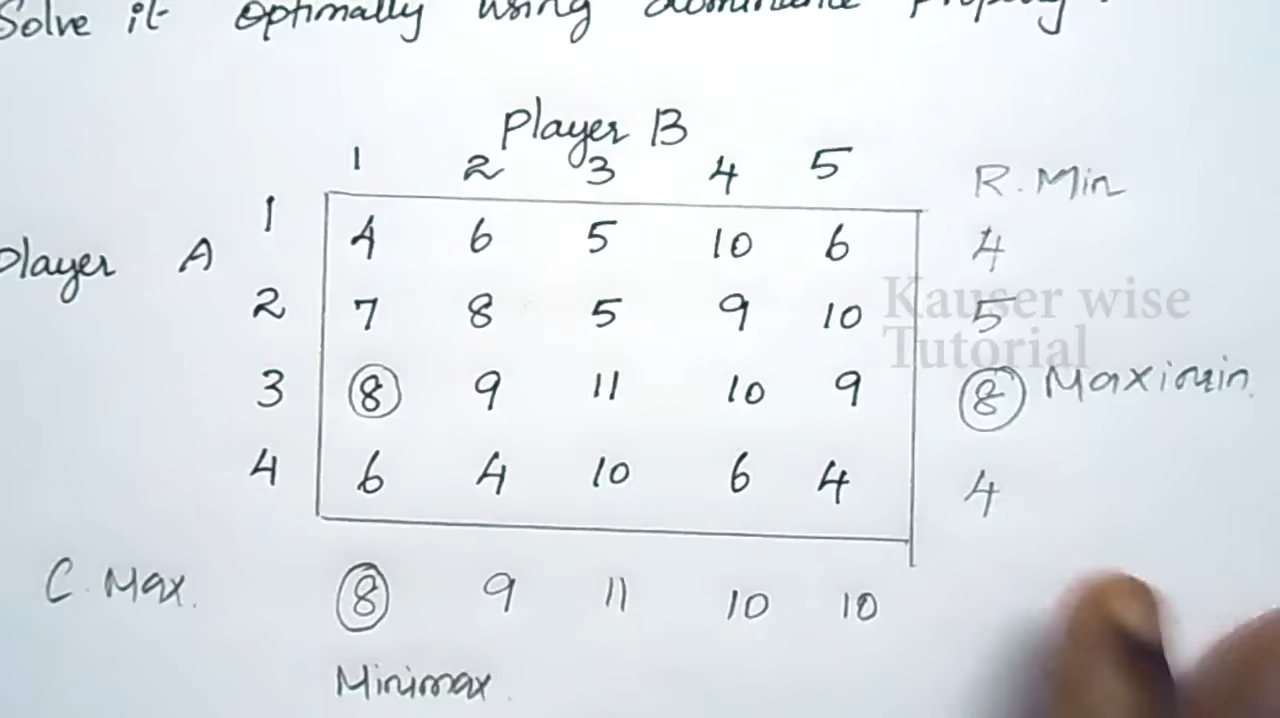 Solve it optimally using dominance property.
Player B
1 2 3 4 5 R. Min
1 4 6 5 10 6 4
Player A
2 7 8 5 9 10 5
Kauser wise
Tutorial
3 8 9 11 10 9 8 Maximin
4 6 4 10 6 4 4
C. Max. 8 9 11 10 10
Minimax